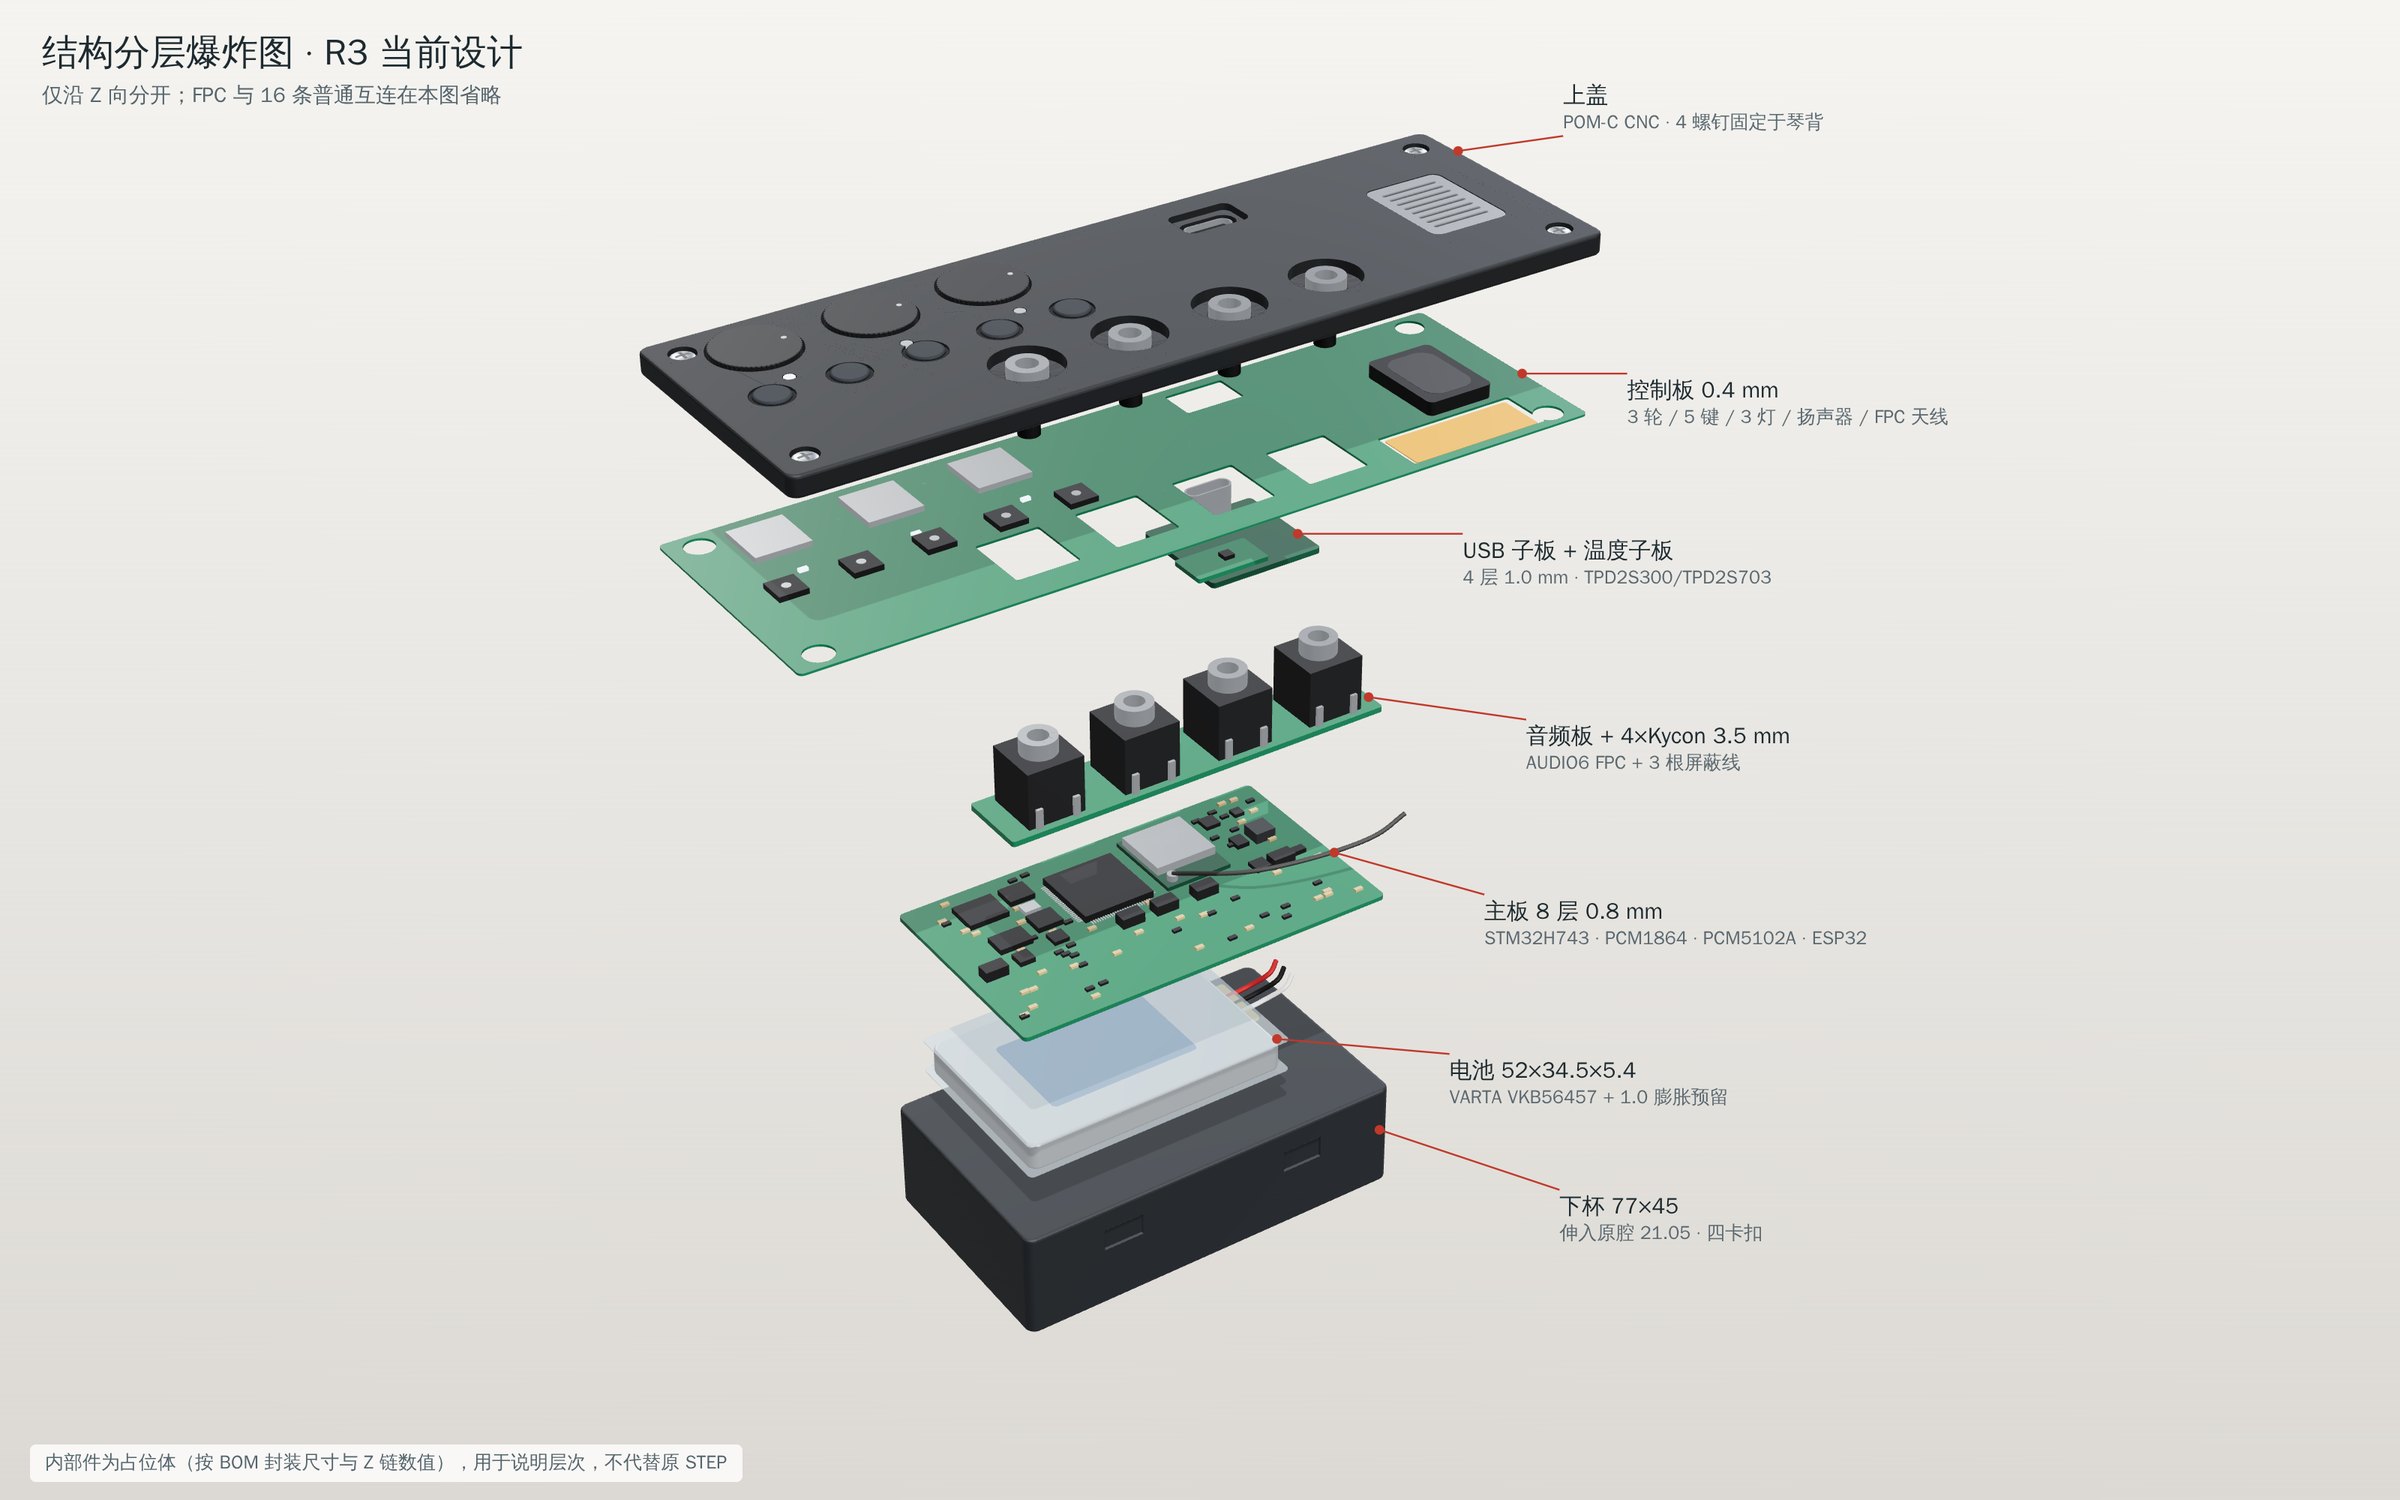 结构分层爆炸图 · R3 当前设计
仅沿 Z 向分开；FPC 与 16 条普通互连在本图省略
上盖
POM-C CNC · 4 螺钉固定于琴背
控制板 0.4 mm
3 轮 / 5 键 / 3 灯 / 扬声器 / FPC 天线
USB 子板 + 温度子板
4 层 1.0 mm · TPD2S300/TPD2S703
音频板 + 4×Kycon 3.5 mm
AUDIO6 FPC + 3 根屏蔽线
主板 8 层 0.8 mm
STM32H743 · PCM1864 · PCM5102A · ESP32
电池 52×34.5×5.4
VARTA VKB56457 + 1.0 膨胀预留
下杯 77×45
伸入原腔 21.05 · 四卡扣
内部件为占位体（按 BOM 封装尺寸与 Z 链数值），用于说明层次，不代替原 STEP